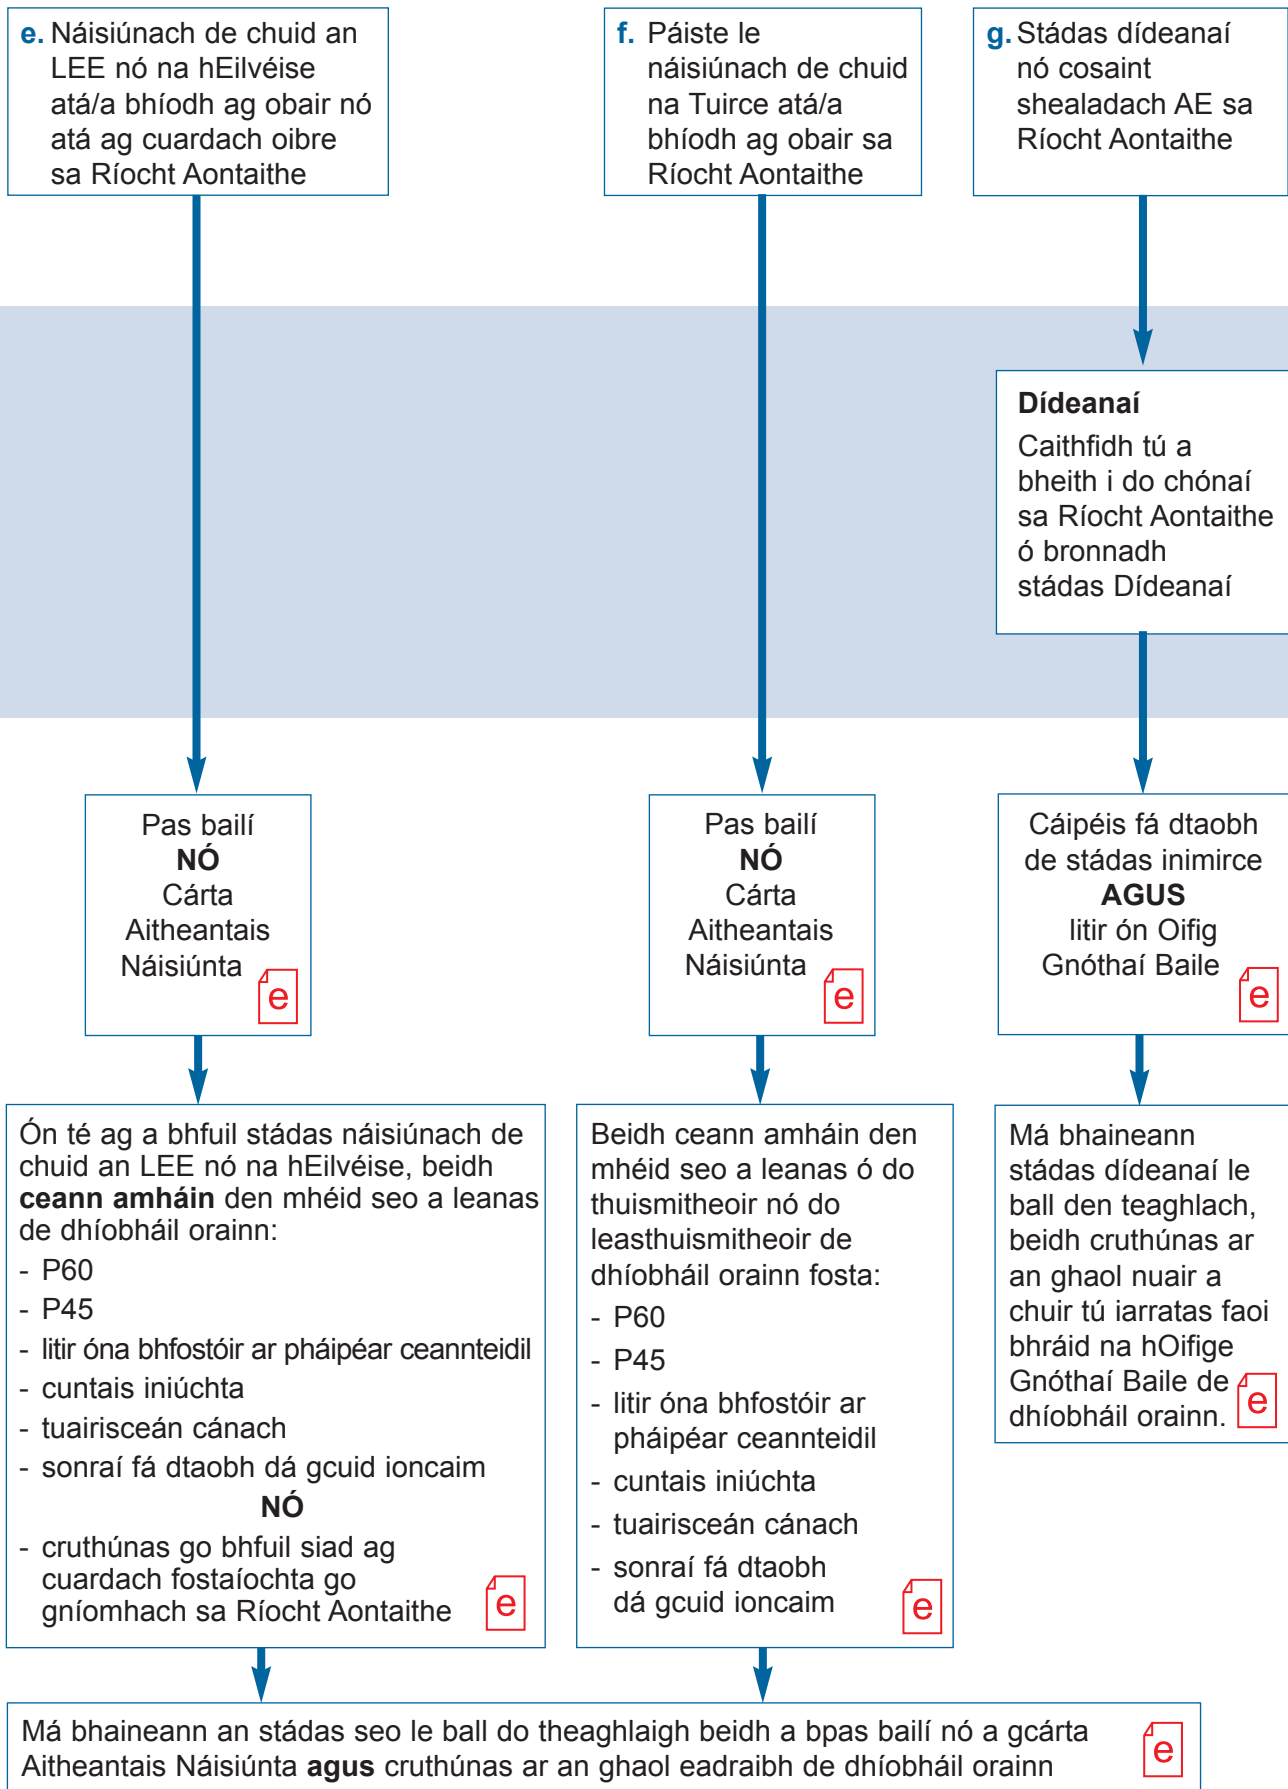 e. Náisiúnach de chuid an
LEE nó na hEilvéise
atá/a bhíodh ag obair nó
atá ag cuardach oibre
sa Ríocht Aontaithe
f. Páiste le
náisiúnach de chuid
na Tuirce atá/a
bhíodh ag obair sa
Ríocht Aontaithe
g. Stádas dídeanaí
nó cosaint
shealadach AE sa
Ríocht Aontaithe
Dídeanaí
Caithfidh tú a
bheith i do chónaí
sa Ríocht Aontaithe
ó bronnadh
stádas Dídeanaí
Pas bailí
NÓ
Cárta
Aitheantais
Náisiúnta
e
Pas bailí
NÓ
Cárta
Aitheantais
Náisiúnta
e
Cáipéis fá dtaobh
de stádas inimirce
AGUS
litir ón Oifig
Gnóthaí Baile
e
Ón té ag a bhfuil stádas náisiúnach de
chuid an LEE nó na hEilvéise, beidh
ceann amháin den mhéid seo a leanas
de dhíobháil orainn:
- P60
- P45
- litir óna bhfostóir ar pháipéar ceannteidil
- cuntais iniúchta
- tuairisceán cánach
- sonraí fá dtaobh dá gcuid ioncaim
NÓ
- cruthúnas go bhfuil siad ag
cuardach fostaíochta go
gníomhach sa Ríocht Aontaithe
e
Beidh ceann amháin den
mhéid seo a leanas ó do
thuismitheoir nó do
leasthuismitheoir de
dhíobháil orainn fosta:
- P60
- P45
- litir óna bhfostóir ar
pháipéar ceannteidil
- cuntais iniúchta
- tuairisceán cánach
- sonraí fá dtaobh
dá gcuid ioncaim
e
Má bhaineann
stádas dídeanaí le
ball den teaghlach,
beidh cruthúnas ar
an ghaol nuair a
chuir tú iarratas faoi
bhráid na hOifige
Gnóthaí Baile de
dhíobháil orainn.
e
Má bhaineann an stádas seo le ball do theaghlaigh beidh a bpas bailí nó a gcárta
Aitheantais Náisiúnta agus cruthúnas ar an ghaol eadraibh de dhíobháil orainn
e